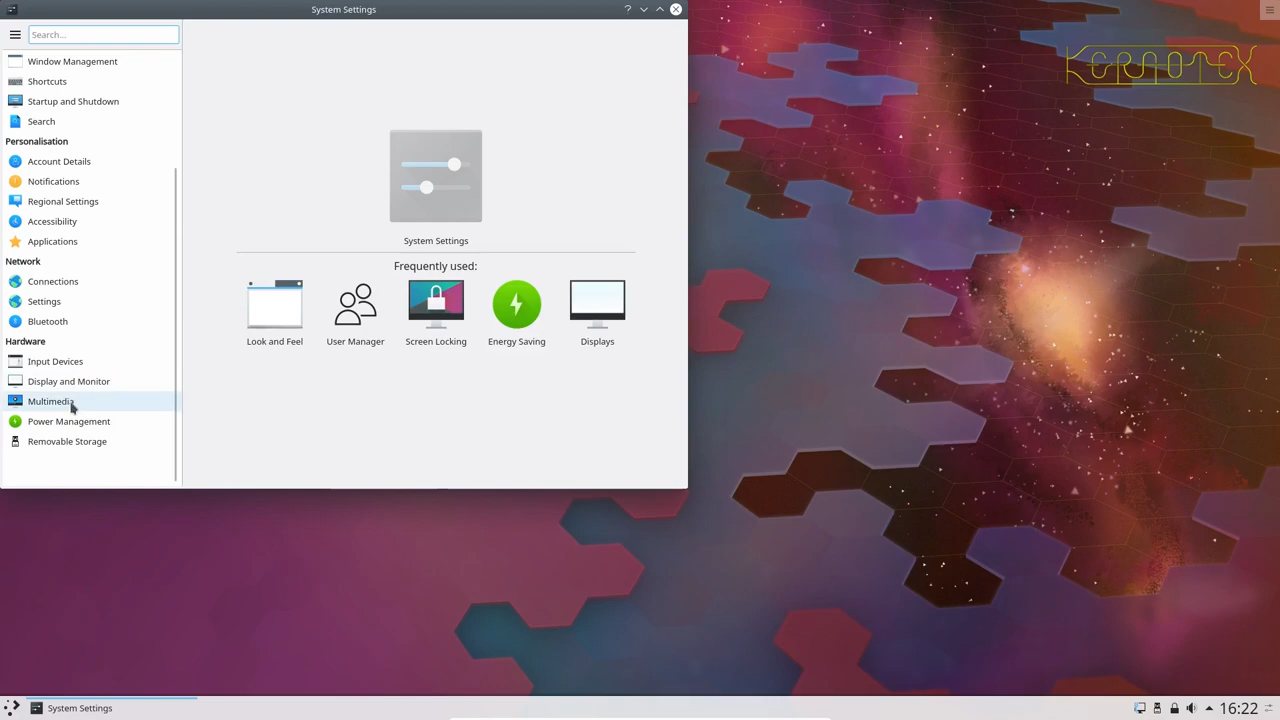 System Settings
Search...
Window Management
Shortcuts
Startup and Shutdown
Search
Personalisation
Account Details
Notifications
Regional Settings
Accessibility
Applications
Network
Connections
Settings
Bluetooth
Hardware
Input Devices
Display and Monitor
Multimedia
Power Management
Removable Storage
System Settings
Frequently used:
Look and Feel
User Manager
Screen Locking
Energy Saving
Displays
KERNOTEX
System Settings
16:22